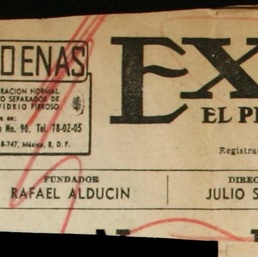 DENAS
RACION NORMAL
O SEPARADOS DE
VIDRIO FIBROSO
No. 90. Tel. 78-02-05
8-747, México, 8, D. F.
EX
EL P
Registra
FUNDADOR
RAFAEL ALDUCIN
DIREC
JULIO S